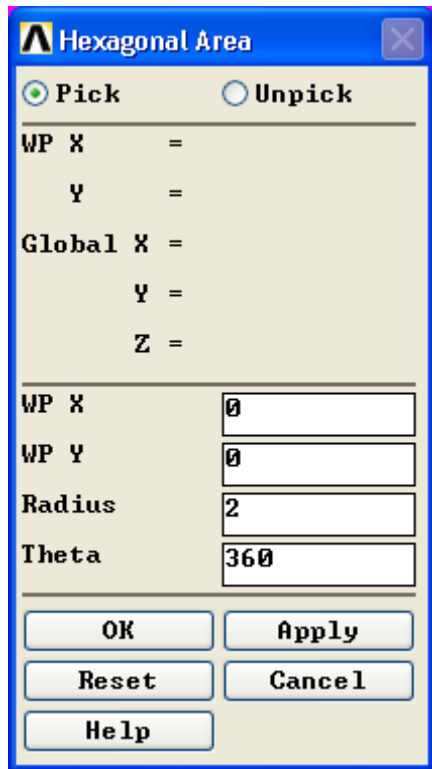 Hexagonal Area
Pick Unpick
WP X =
Y =
Global X =
Y =
Z =
WP X 0
WP Y 0
Radius 2
Theta 360
OK Apply
Reset Cancel
Help